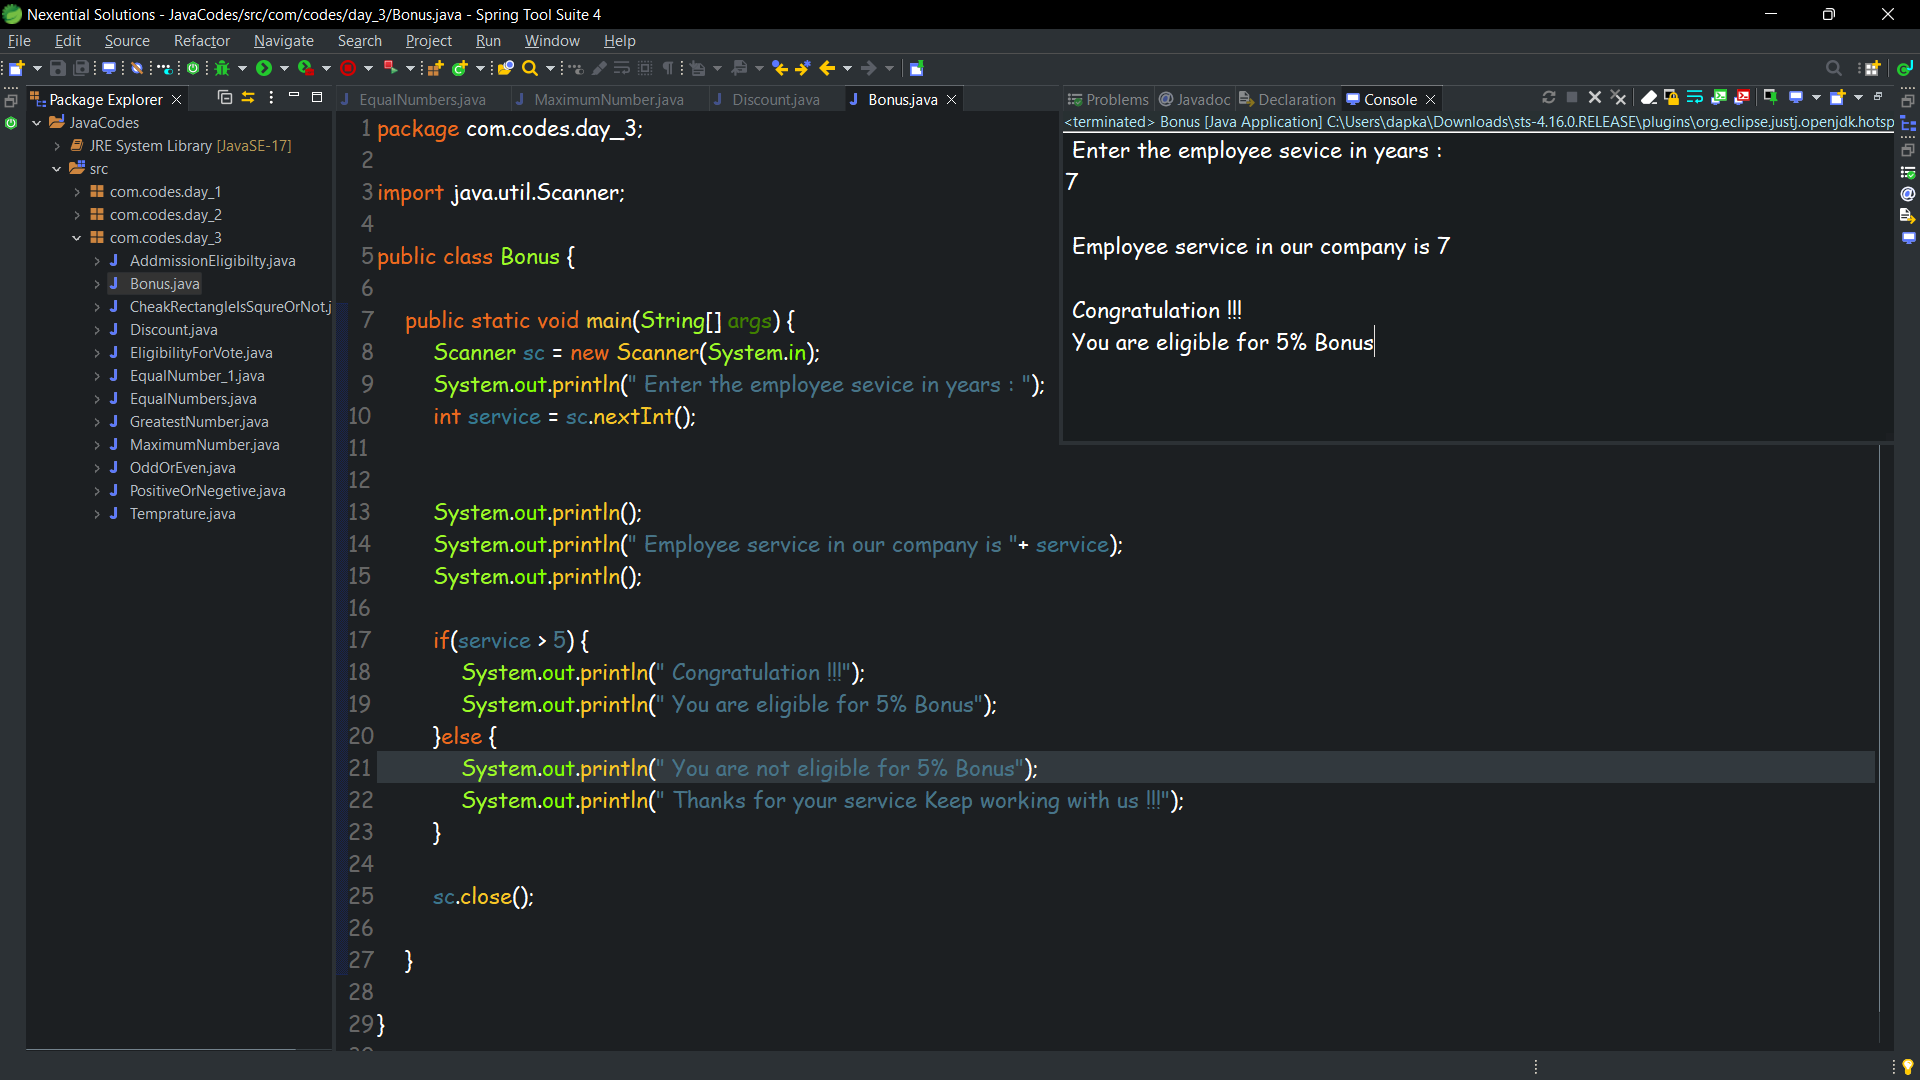 Nexential Solutions - JavaCodes/src/com/codes/day_3/Bonus.java - Spring Tool Suite 4
File Edit Source Refactor Navigate Search Project Run Window Help
Package Explorer
JavaCodes
JRE System Library [JavaSE-17]
src
com.codes.day_1
com.codes.day_2
com.codes.day_3
AddmissionEligibilty.java
Bonus.java
CheakRectangleIsSqureOrNot.j
Discount.java
EligibilityForVote.java
EqualNumber_1.java
EqualNumbers.java
GreatestNumber.java
MaximumNumber.java
OddOrEven.java
PositiveOrNegetive.java
Temprature.java
EqualNumbers.java MaximumNumber.java Discount.java Bonus.java
1 package com.codes.day_3;
2
3 import java.util.Scanner;
4
5 public class Bonus {
6
7 public static void main(String[] args) {
8 Scanner sc = new Scanner(System.in);
9 System.out.println(" Enter the employee sevice in years : ");
10 int service = sc.nextInt();
11
12
13 System.out.println();
14 System.out.println(" Employee service in our company is "+ service);
15 System.out.println();
16
17 if(service > 5) {
18 System.out.println(" Congratulation !!!");
19 System.out.println(" You are eligible for 5% Bonus");
20 }else {
21 System.out.println(" You are not eligible for 5% Bonus");
22 System.out.println(" Thanks for your service Keep working with us !!!");
23 }
24
25 sc.close();
26
27 }
28
29 }
Problems Javadoc Declaration Console
<terminated> Bonus [Java Application] C:\Users\dapka\Downloads\sts-4.16.0.RELEASE\plugins\org.eclipse.justj.openjdk.hotsp
Enter the employee sevice in years :
7
Employee service in our company is 7
Congratulation !!!
You are eligible for 5% Bonus